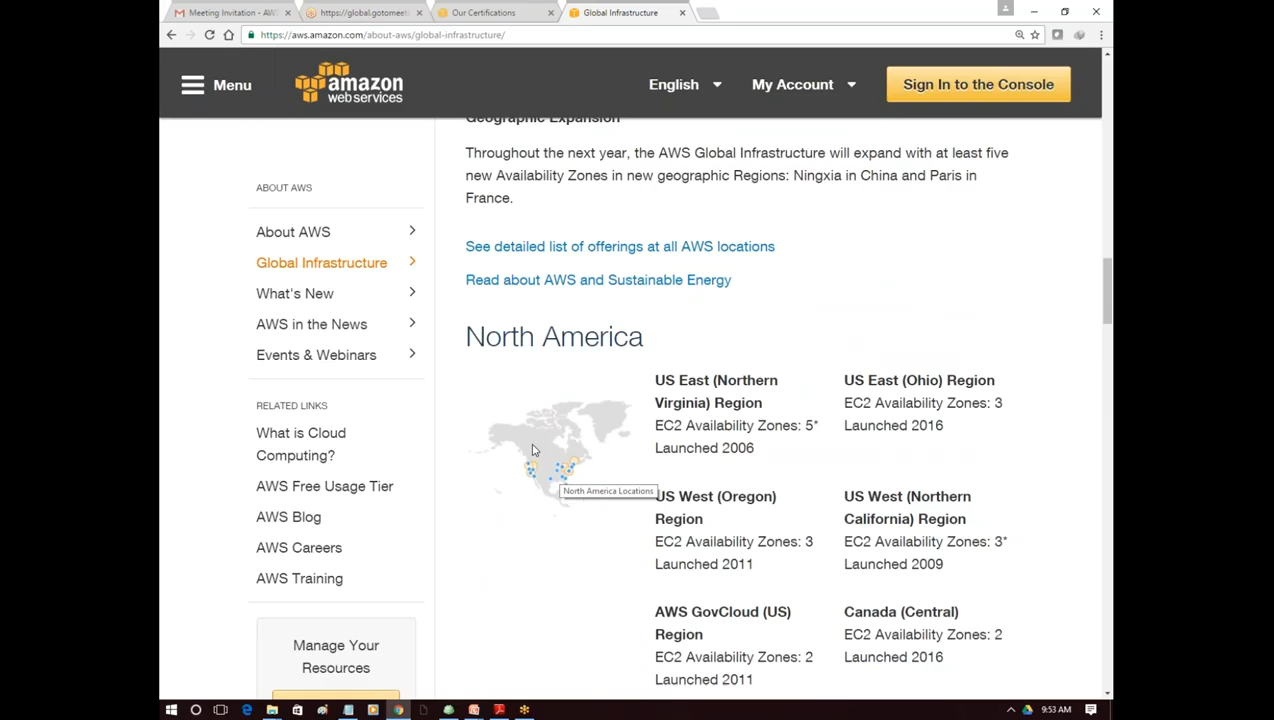 Meeting Invitation - AW
https://global.gotomeeti
Our Certifications
Global Infrastructure
https://aws.amazon.com/about-aws/global-infrastructure/
Menu
amazon
web services
English
My Account
Sign In to the Console
Geographic Expansion
Throughout the next year, the AWS Global Infrastructure will expand with at least five
new Availability Zones in new geographic Regions: Ningxia in China and Paris in
France.
See detailed list of offerings at all AWS locations
Read about AWS and Sustainable Energy
ABOUT AWS
About AWS
Global Infrastructure
What's New
AWS in the News
Events & Webinars
RELATED LINKS
What is Cloud
Computing?
AWS Free Usage Tier
AWS Blog
AWS Careers
AWS Training
Manage Your
Resources
North America
North America Locations
US East (Northern
Virginia) Region
EC2 Availability Zones: 5*
Launched 2006
US East (Ohio) Region
EC2 Availability Zones: 3
Launched 2016
US West (Oregon)
Region
EC2 Availability Zones: 3
Launched 2011
US West (Northern
California) Region
EC2 Availability Zones: 3*
Launched 2009
AWS GovCloud (US)
Region
EC2 Availability Zones: 2
Launched 2011
Canada (Central)
EC2 Availability Zones: 2
Launched 2016
9:53 AM